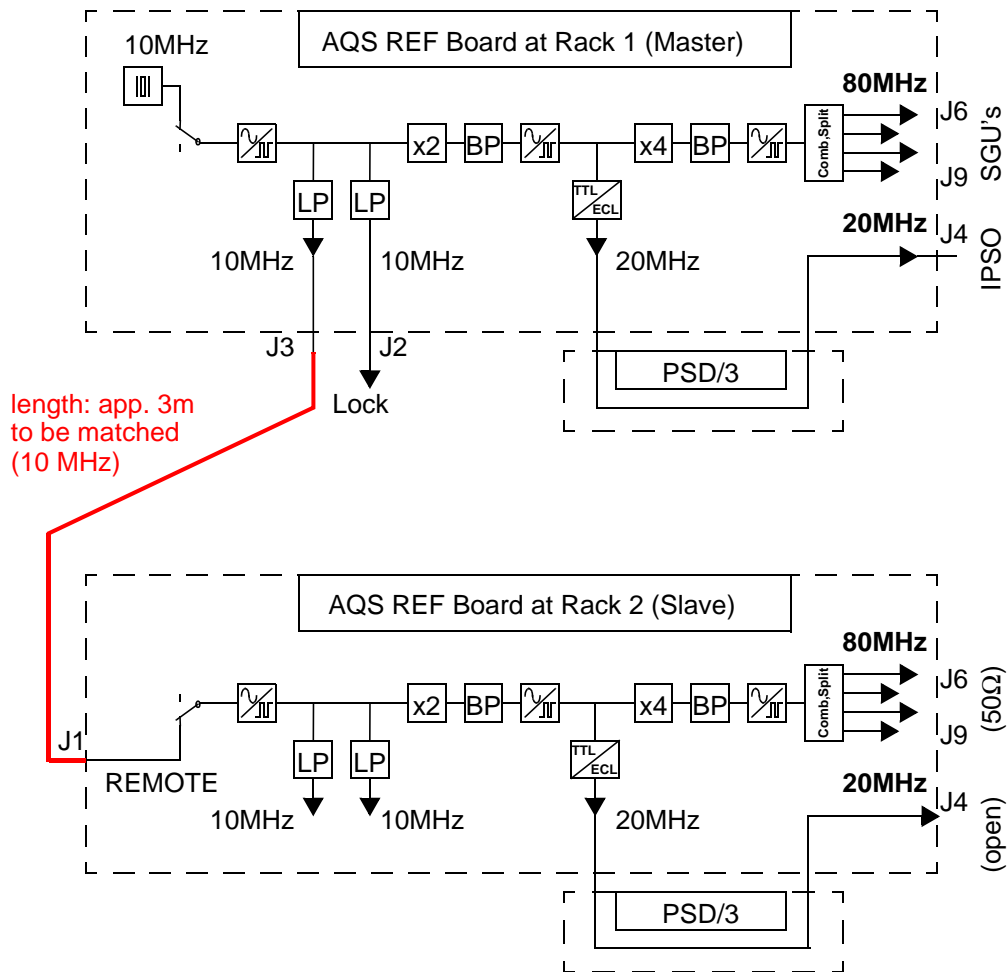 AQS REF Board at Rack 1 (Master)
10MHz
80MHz
J6
SGU's
J9
x2
BP
x4
BP
Comb,Split
LP
LP
TTL
ECL
10MHz
10MHz
20MHz
20MHz
J4
IPSO
J3
J2
PSD/3
Lock
length: app. 3m
to be matched
(10 MHz)
AQS REF Board at Rack 2 (Slave)
80MHz
J6
(50Ω)
J9
x2
BP
x4
BP
Comb,Split
J1
REMOTE
LP
LP
TTL
ECL
10MHz
10MHz
20MHz
20MHz
J4
(open)
PSD/3